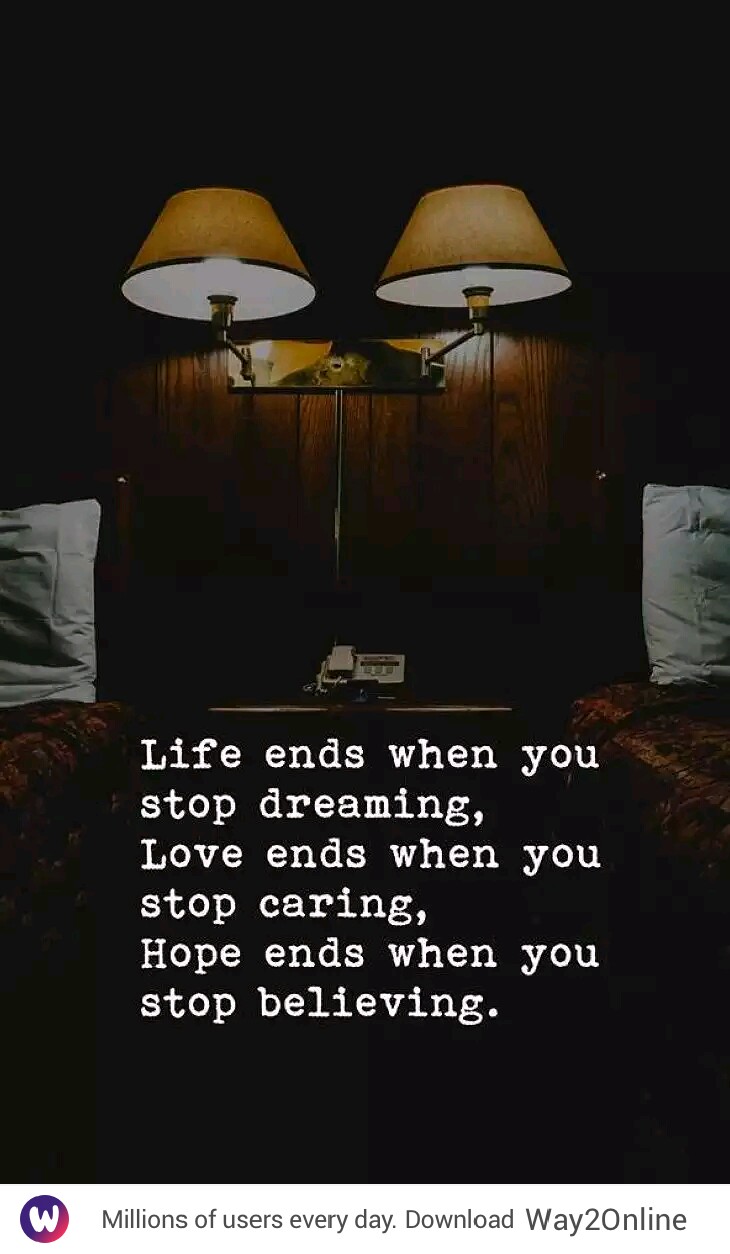 Life ends when you
stop dreaming,
Love ends when you
stop caring,
Hope ends when you
stop believing.
W Millions of users every day. Download Way2Online